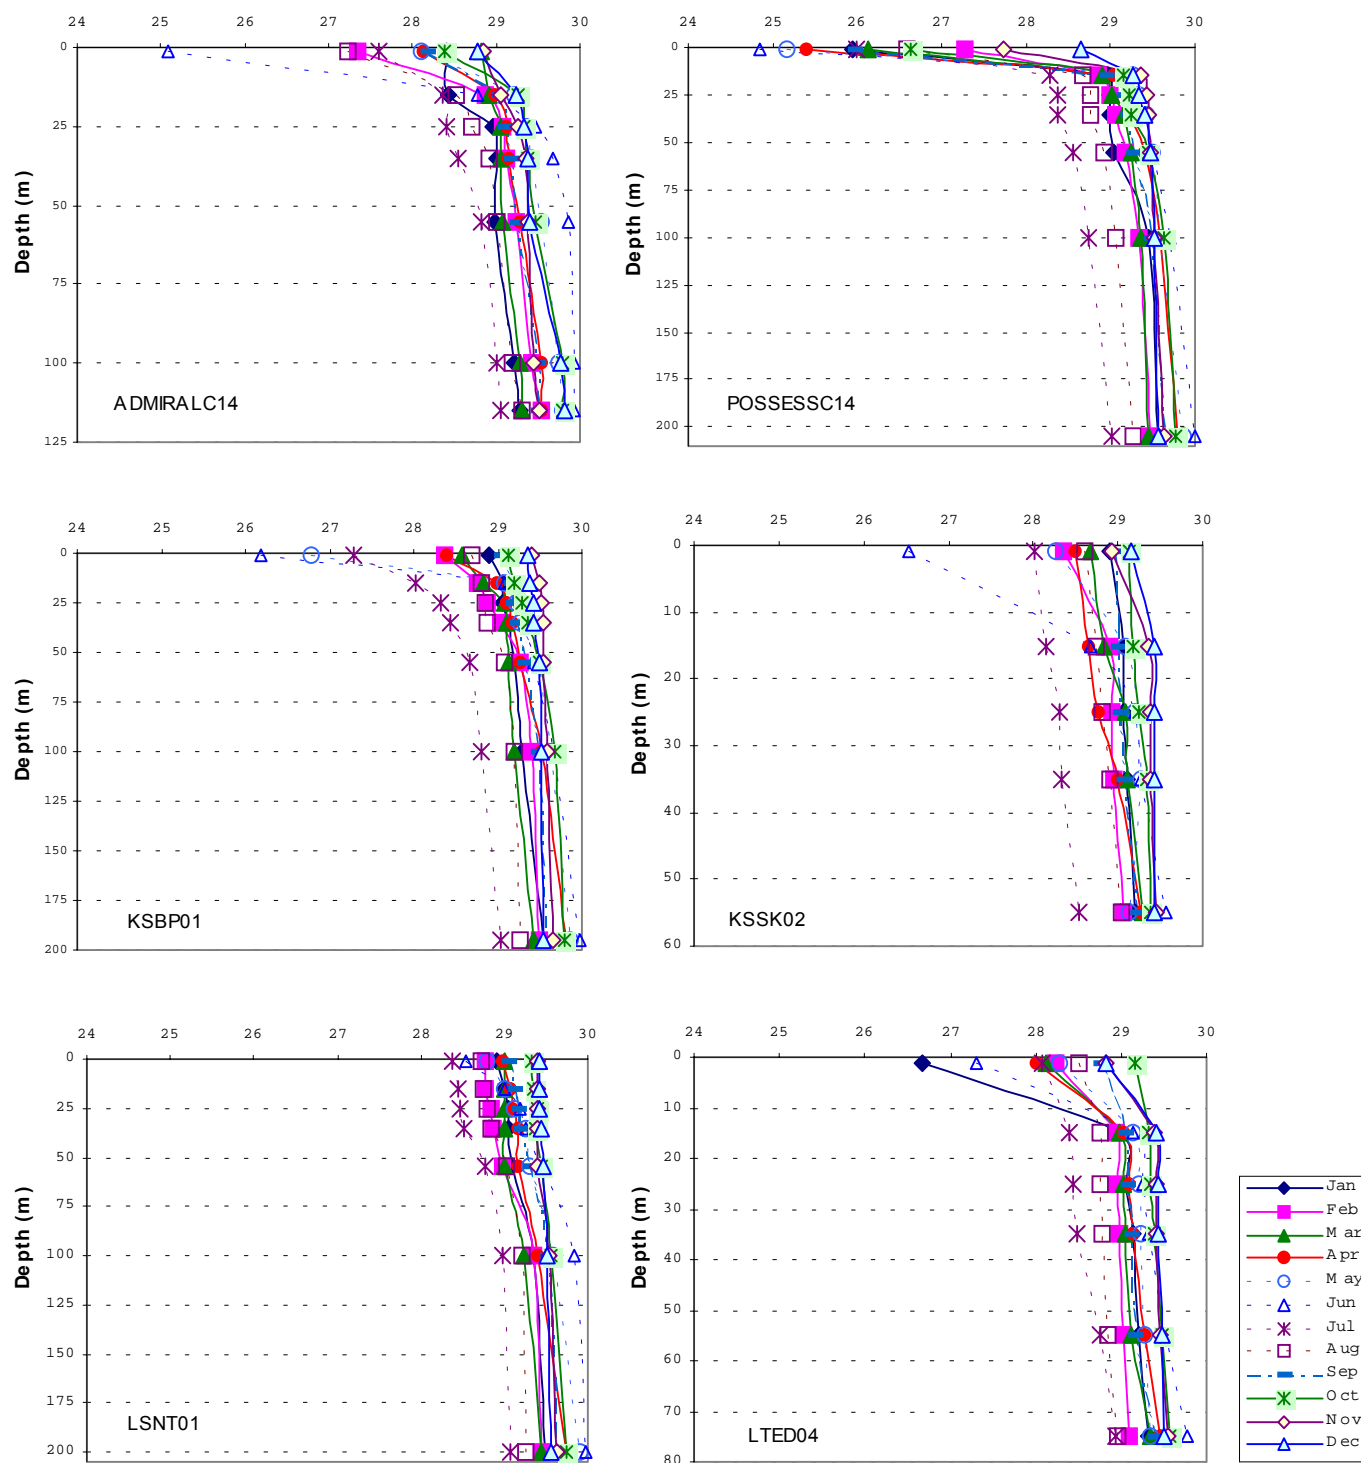 24 25 26 27 28 29 30
0
25
50
75
100
125
Depth (m)
ADMIRALC14
24 25 26 27 28 29 30
0
25
50
75
100
125
150
175
200
Depth (m)
POSSESSC14
24 25 26 27 28 29 30
0
25
50
75
100
125
150
175
200
Depth (m)
KSBP01
24 25 26 27 28 29 30
0
10
20
30
40
50
60
Depth (m)
KSSK02
24 25 26 27 28 29 30
0
25
50
75
100
125
150
175
200
Depth (m)
LSNT01
24 25 26 27 28 29 30
0
10
20
30
40
50
60
70
80
Depth (m)
LTED04
Jan
Feb
Mar
Apr
May
Jun
Jul
Aug
Sep
Oct
Nov
Dec